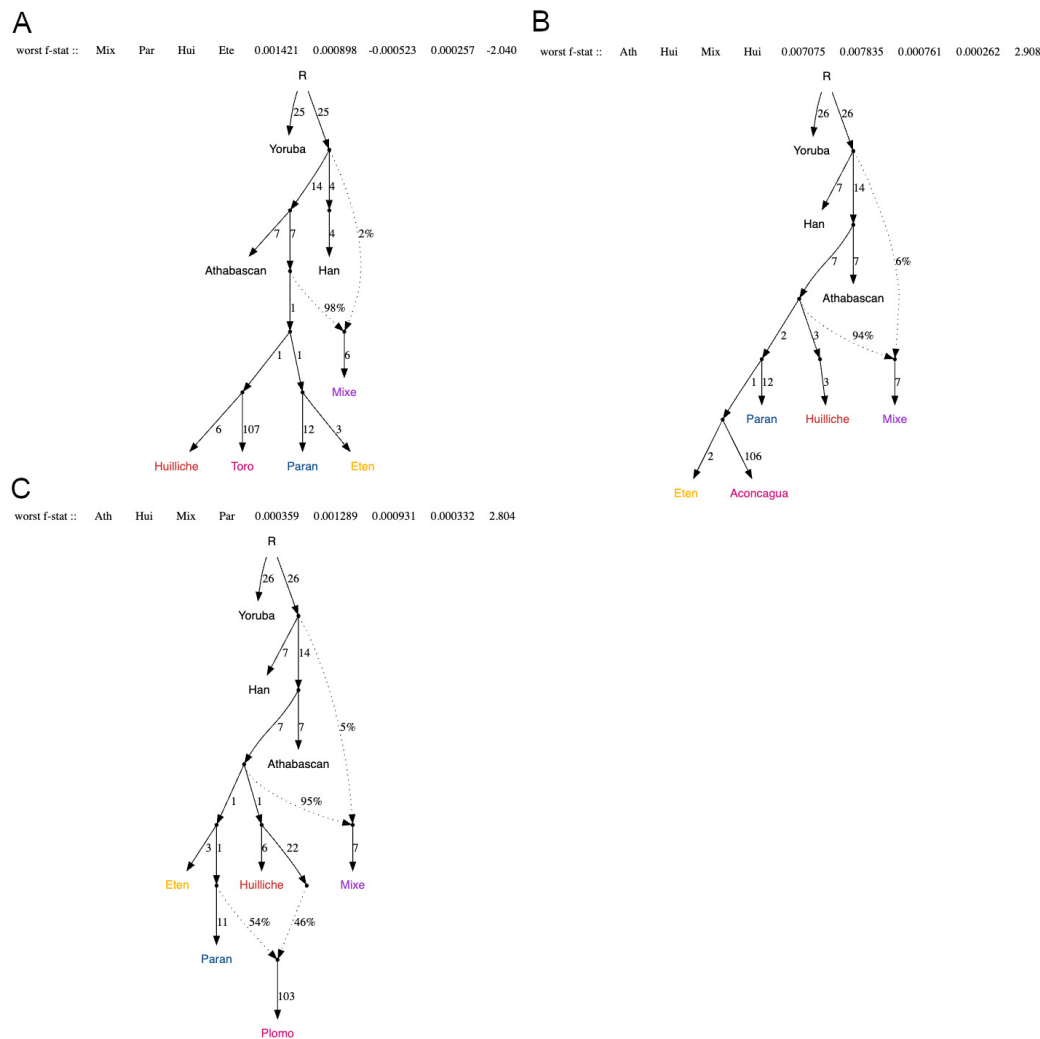 A
worst f-stat :: Mix Par Hui Ete 0.001421 0.000898 -0.000523 0.000257 -2.040
R
25 25
Yoruba
14 4
7 7 4 2%
Athabascan Han
1 98%
1 1 6
Mixe
6 107 12 3
Huilliche Toro Paran Eten
B
worst f-stat :: Ath Hui Mix Hui 0.007075 0.007835 0.000761 0.000262 2.908
R
26 26
Yoruba
7 14
Han
7 7 6%
Athabascan
2 3 94%
1 12 3 7
Paran Huilliche Mixe
2 106
Eten Aconcagua
C
worst f-stat :: Ath Hui Mix Par 0.000359 0.001289 0.000931 0.000332 2.804
R
26 26
Yoruba
7 14
Han
7 7 5%
Athabascan
1 1 95%
3 1 6 22 7
Eten Huilliche Mixe
11 54% 46%
Paran
103
Plomo